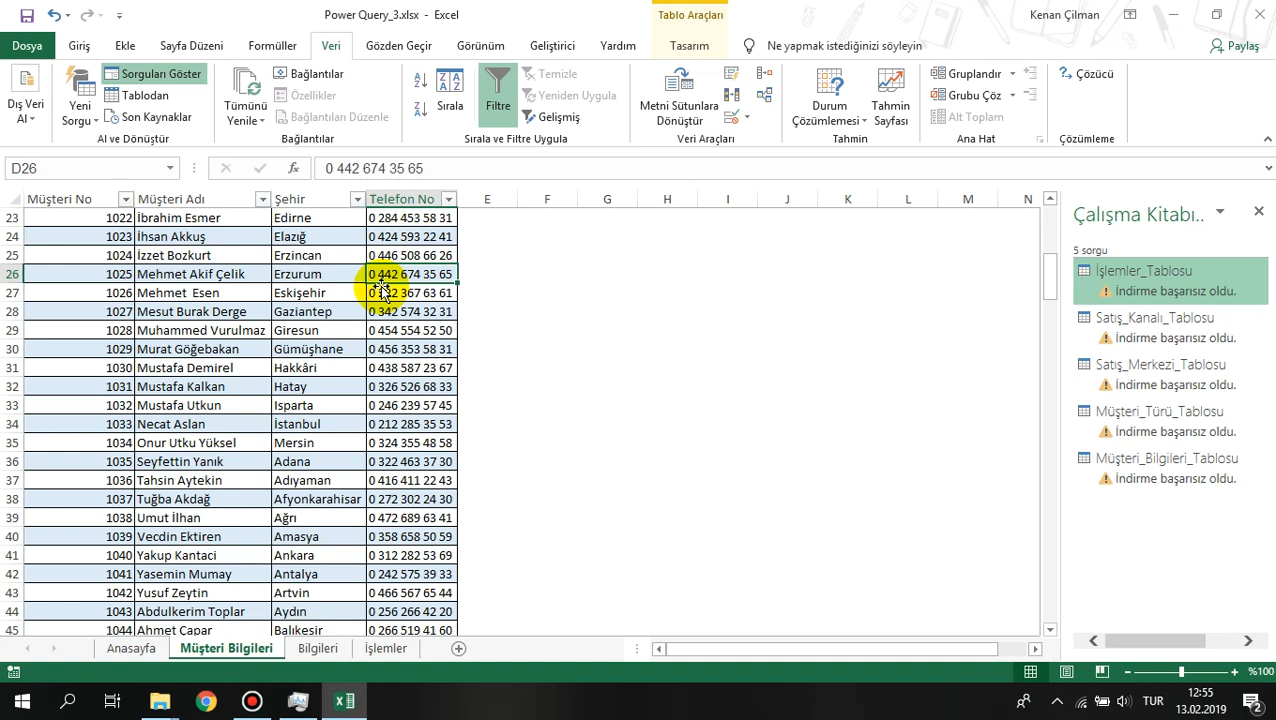 Power Query_3.xlsx - Excel
Tablo Araçları
Kenan Çilman
Dosya Giriş Ekle Sayfa Düzeni Formüller Veri Gözden Geçir Görünüm Geliştirici Yardım Tasarım Ne yapmak istediğinizi söyleyin Paylaş
Dış Veri Al
Yeni Sorgu
Sorguları Göster
Tablodan
Son Kaynaklar
Al ve Dönüştür
Tümünü Yenile
Bağlantılar
Özellikler
Bağlantıları Düzenle
Bağlantılar
Sırala
Filtre
Temizle
Yeniden Uygula
Gelişmiş
Sırala ve Filtre Uygula
Metni Sütunlara Dönüştür
Veri Araçları
Durum Çözümlemesi
Tahmin Sayfası
Tahmin
Gruplandır
Grubu Çöz
Alt Toplam
Ana Hat
Çözücü
Çözümleme
D26 fx 0 442 674 35 65
Müşteri No Müşteri Adı Şehir Telefon No E F G H I J K L M N
23 1022 İbrahim Esmer Edirne 0 284 453 58 31
24 1023 İhsan Akkuş Elazığ 0 424 593 22 41
25 1024 İzzet Bozkurt Erzincan 0 446 508 66 26
26 1025 Mehmet Akif Çelik Erzurum 0 442 674 35 65
27 1026 Mehmet Esen Eskişehir 0 367 63 61
28 1027 Mesut Burak Derge Gaziantep 0 342 574 32 31
29 1028 Muhammed Vurulmaz Giresun 0 454 554 52 50
30 1029 Murat Göğebakan Gümüşhane 0 456 353 58 31
31 1030 Mustafa Demirel Hakkâri 0 438 587 23 67
32 1031 Mustafa Kalkan Hatay 0 326 526 68 33
33 1032 Mustafa Utkun Isparta 0 246 239 57 45
34 1033 Necat Aslan İstanbul 0 212 285 35 53
35 1034 Onur Utku Yüksel Mersin 0 324 355 48 58
36 1035 Seyfettin Yanık Adana 0 322 463 37 30
37 1036 Tahsin Aytekin Adıyaman 0 416 411 22 43
38 1037 Tuğba Akdağ Afyonkarahisar 0 272 302 24 30
39 1038 Umut İlhan Ağrı 0 472 689 63 41
40 1039 Vecdin Ektiren Amasya 0 358 658 50 59
41 1040 Yakup Kantaci Ankara 0 312 282 53 69
42 1041 Yasemin Mumay Antalya 0 242 575 39 33
43 1042 Yusuf Zeytin Artvin 0 466 567 65 44
44 1043 Abdulkerim Toplar Aydın 0 256 266 42 20
45 1044 Ahmet Çapar Balıkesir 0 266 519 41 60
Çalışma Kitabı...
5 sorgu
İşlemler_Tablosu
İndirme başarısız oldu.
Satış_Kanalı_Tablosu
İndirme başarısız oldu.
Satış_Merkezi_Tablosu
İndirme başarısız oldu.
Müşteri_Türü_Tablosu
İndirme başarısız oldu.
Müşteri_Bilgileri_Tablosu
İndirme başarısız oldu.
Anasayfa Müşteri Bilgileri Bilgileri İşlemler
%100
TUR
12:55
13.02.2019
2